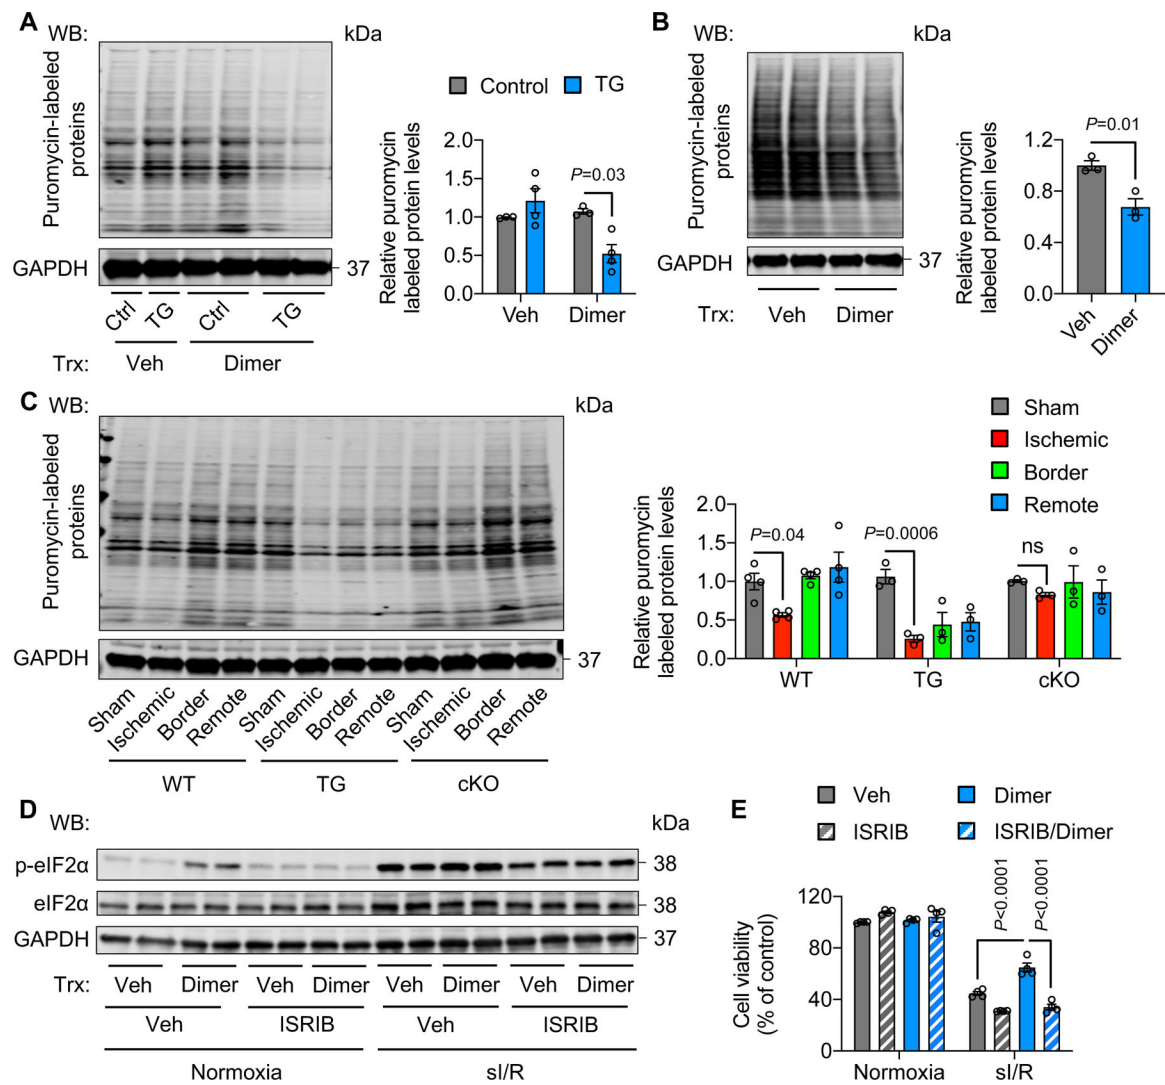 A
WB:
kDa
Puromycin-labeled
proteins
GAPDH
37
Ctrl
TG
Ctrl
TG
Trx:
Veh
Dimer
Control
TG
Relative puromycin
labeled protein levels
2.0
1.5
1.0
0.5
0.0
P=0.03
Veh
Dimer
B
WB:
kDa
Puromycin-labeled
proteins
GAPDH
37
Trx:
Veh
Dimer
Relative puromycin
labeled protein levels
1.2
0.8
0.4
0.0
P=0.01
Veh
Dimer
C
WB:
kDa
Puromycin-labeled
proteins
GAPDH
37
Sham
Ischemic
Border
Remote
Sham
Ischemic
Border
Remote
Sham
Ischemic
Border
Remote
WT
TG
cKO
Sham
Ischemic
Border
Remote
Relative puromycin
labeled protein levels
2.0
1.5
1.0
0.5
0.0
P=0.04
P=0.0006
ns
WT
TG
cKO
D
WB:
kDa
p-eIF2α
38
eIF2α
38
GAPDH
37
Trx:
Veh
Dimer
Veh
Dimer
Veh
Dimer
Veh
Dimer
Veh
ISRIB
Veh
ISRIB
Normoxia
sI/R
E
Veh
Dimer
ISRIB
ISRIB/Dimer
Cell viability
(% of control)
120
80
40
0
P<0.0001
P<0.0001
Normoxia
sI/R